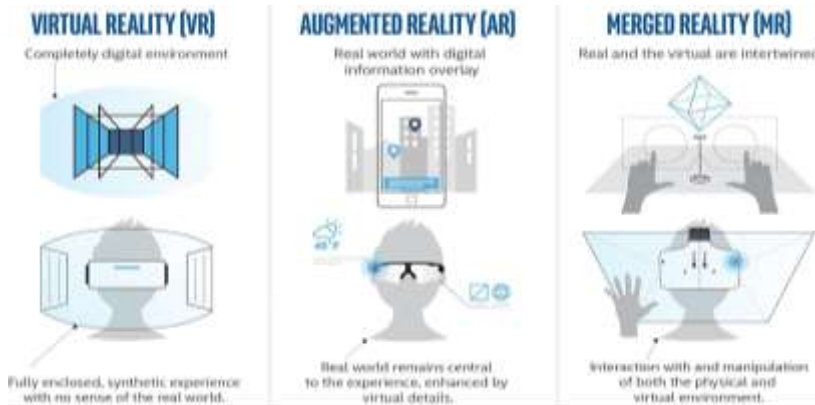 VIRTUAL REALITY (VR)
Completely digital environment
Fully enclosed, synthetic experience
with no sense of the real world.
AUGMENTED REALITY (AR)
Real world with digital
information overlay
Real world remains central
to the experience, enhanced by
virtual details.
MERGED REALITY (MR)
Real and the virtual are intertwined
Interaction with and manipulation
of both the physical and
virtual environment.